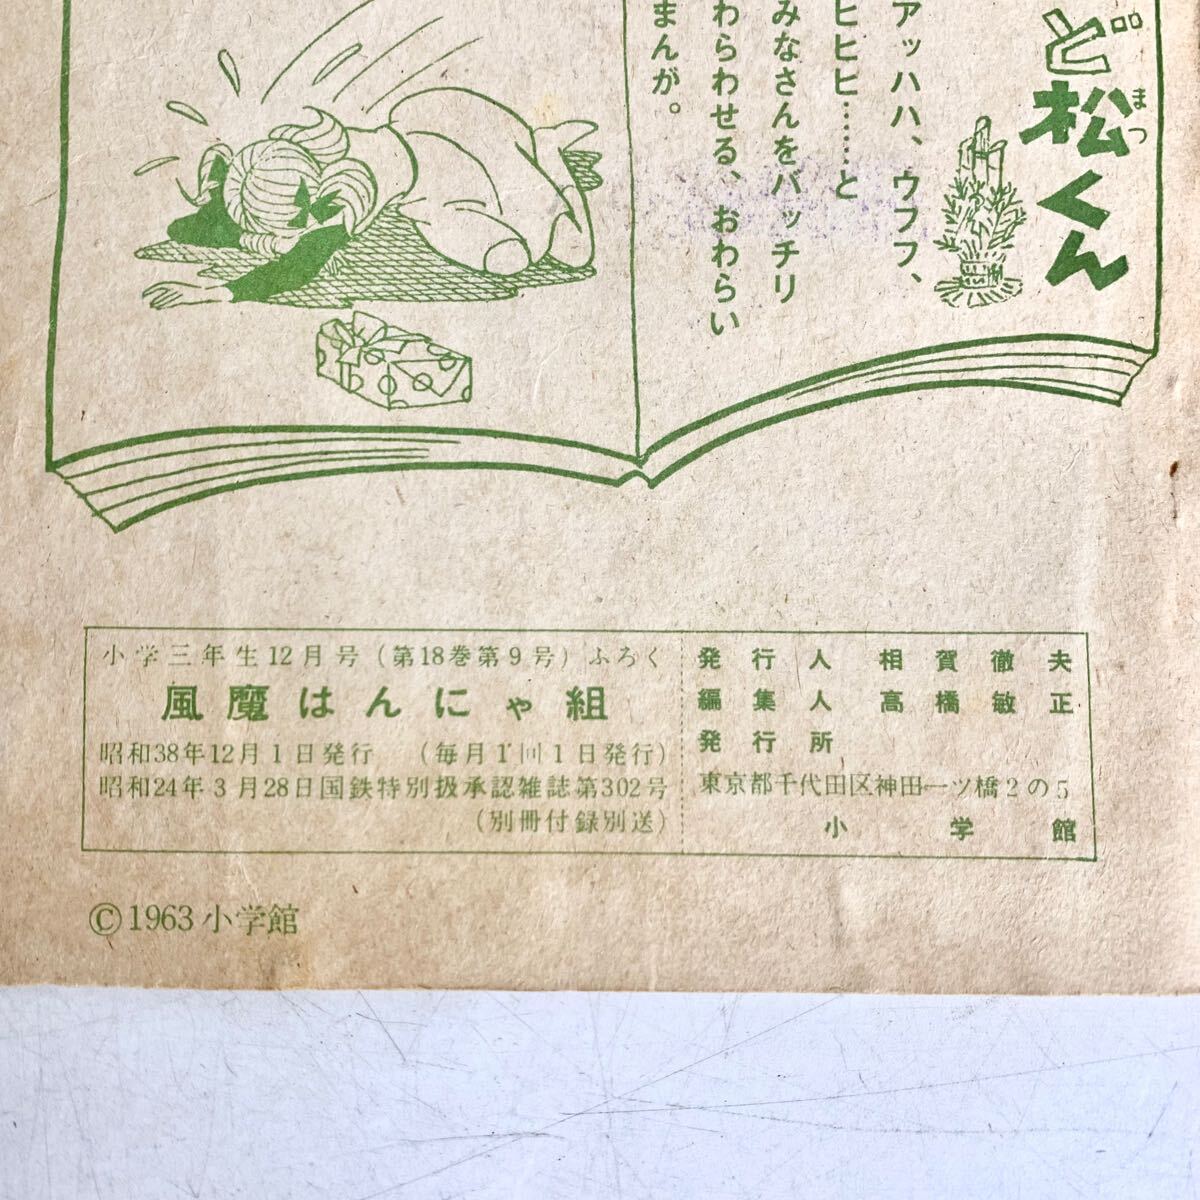 ど松くん
まつ
アッハハ、ウフフ、
ヒヒヒ……と
みなさんをバッチリ
わらわせる、おわらい
まんが。
小学三年生12月号(第18巻第9号)ふろく
風魔はんにゃ組
昭和38年12月1日発行 (毎月1回1日発行)
昭和24年3月28日国鉄特別扱承認雑誌第302号
(別冊付録別送)
発行人 相賀徹夫
編集人 高橋敏正
発行所
東京都千代田区神田一ツ橋2の5
小学館
©1963 小学館